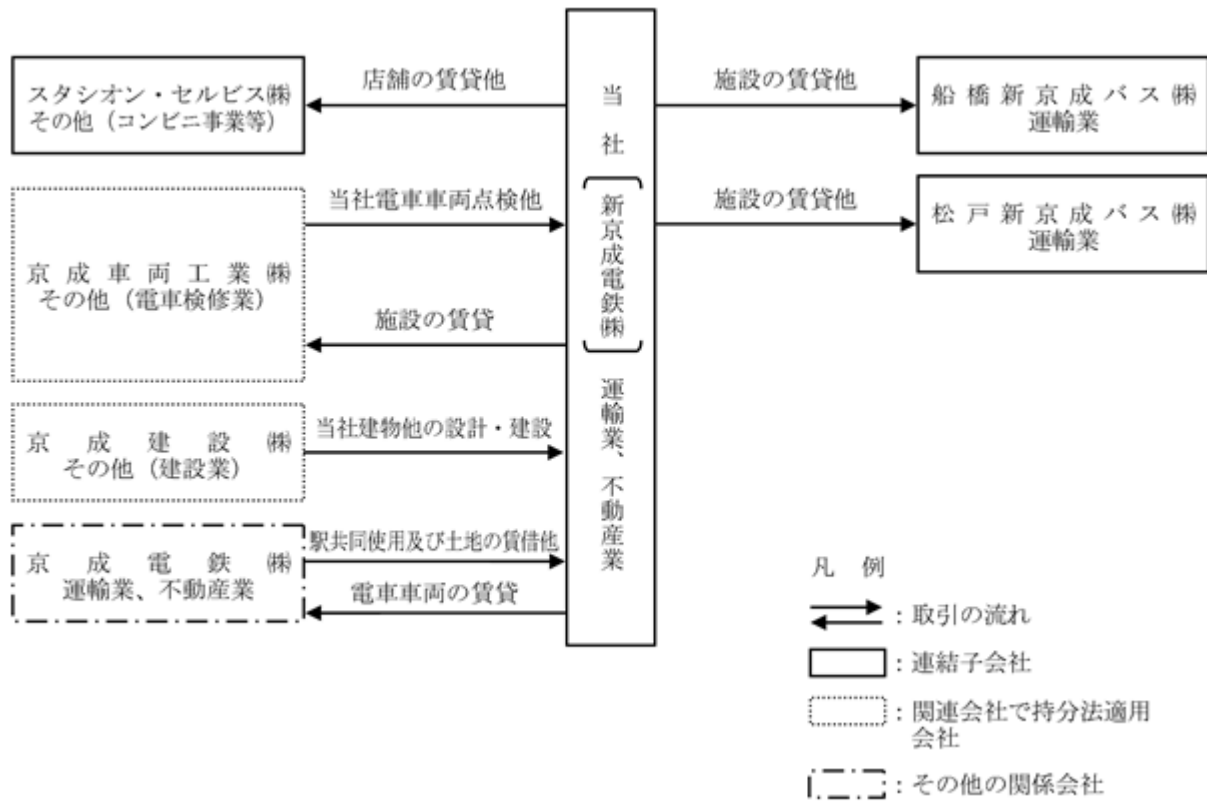 スタシオン・セルビス㈱
その他（コンビニ事業等）
店舗の賃貸他
京成車両工業㈱
その他（電車検修業）
当社電車車両点検他
施設の賃貸
京成建設㈱
その他（建設業）
当社建物他の設計・建設
京成電鉄㈱
運輸業、不動産業
駅共同使用及び土地の賃借他
電車車両の賃貸
当社
新京成電鉄㈱
運輸業、不動産業
施設の賃貸他
船橋新京成バス㈱
運輸業
施設の賃貸他
松戸新京成バス㈱
運輸業
凡例
：取引の流れ
：連結子会社
：関連会社で持分法適用
会社
：その他の関係会社